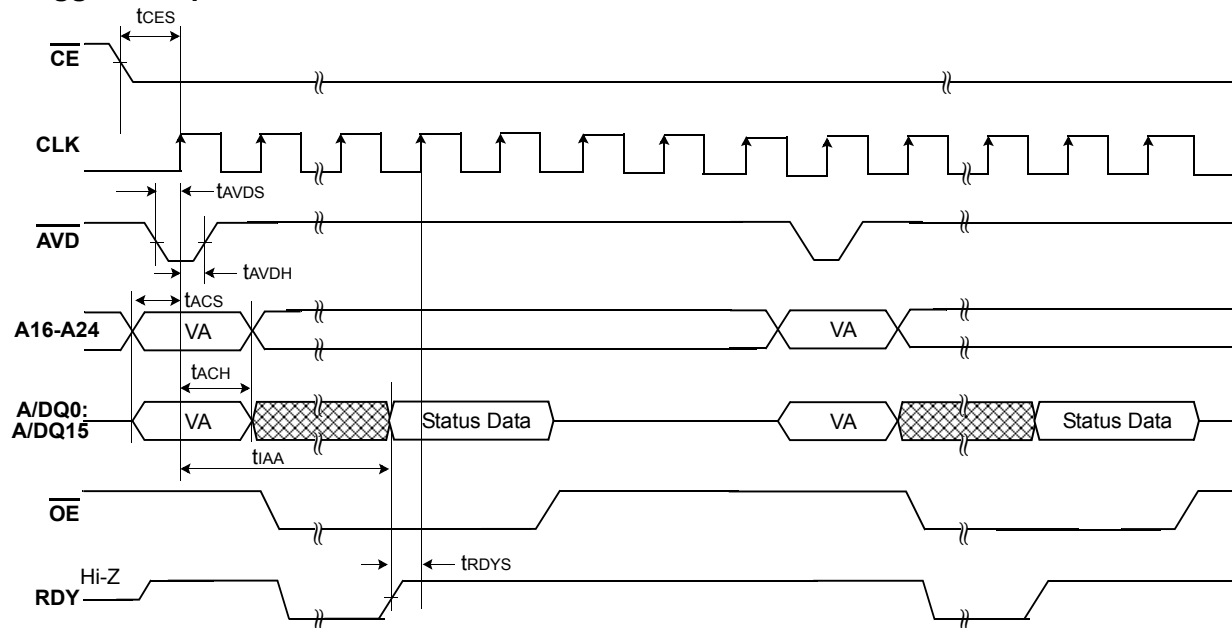 tCES
CE
CLK
tAVDS
AVD
tAVDH
tACS
A16-A24
VA
VA
tACH
A/DQ0:
A/DQ15
VA
Status Data
VA
Status Data
tIAA
OE
tRDYS
Hi-Z
RDY